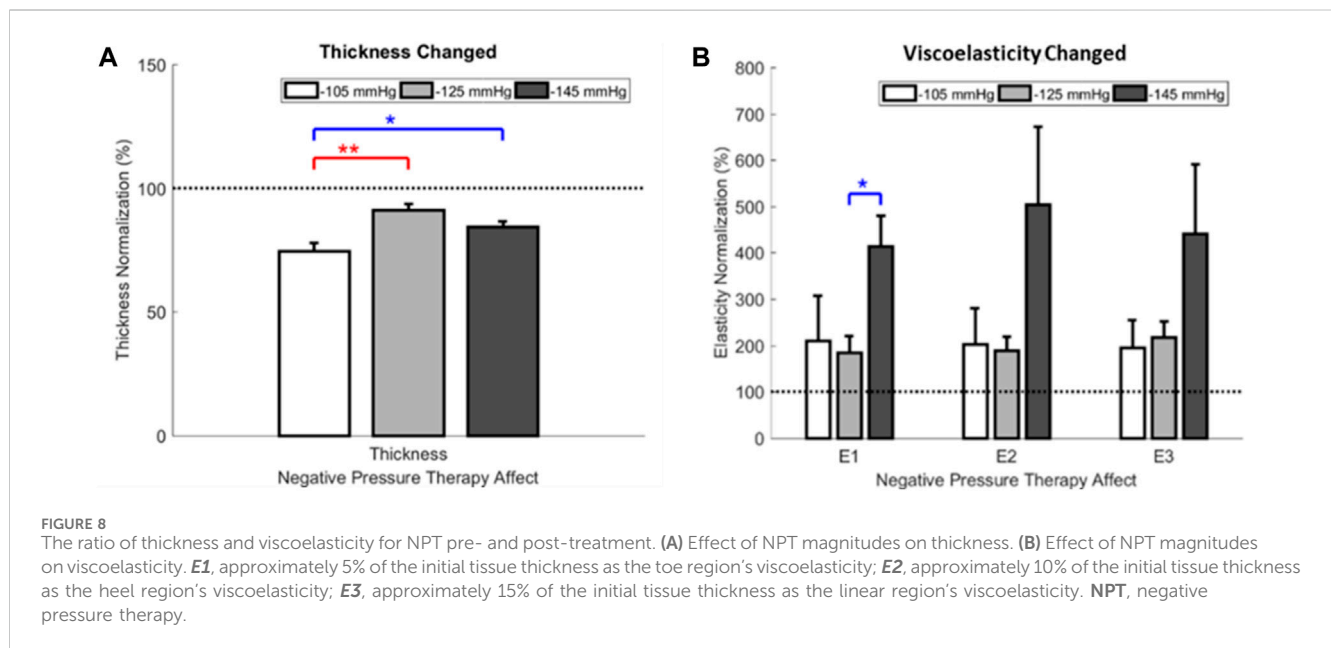 A
Thickness Changed
-105 mmHg -125 mmHg -145 mmHg
150
100
50
0
Thickness Normalization (%)
**
*
Thickness
Negative Pressure Therapy Affect
B
Viscoelasticity Changed
-105 mmHg -125 mmHg -145 mmHg
800
700
600
500
400
300
200
100
0
Elasticity Normalization (%)
*
E1 E2 E3
Negative Pressure Therapy Affect
FIGURE 8
The ratio of thickness and viscoelasticity for NPT pre- and post-treatment. (A) Effect of NPT magnitudes on thickness. (B) Effect of NPT magnitudes
on viscoelasticity. E1, approximately 5% of the initial tissue thickness as the toe region's viscoelasticity; E2, approximately 10% of the initial tissue thickness
as the heel region's viscoelasticity; E3, approximately 15% of the initial tissue thickness as the linear region's viscoelasticity. NPT, negative
pressure therapy.